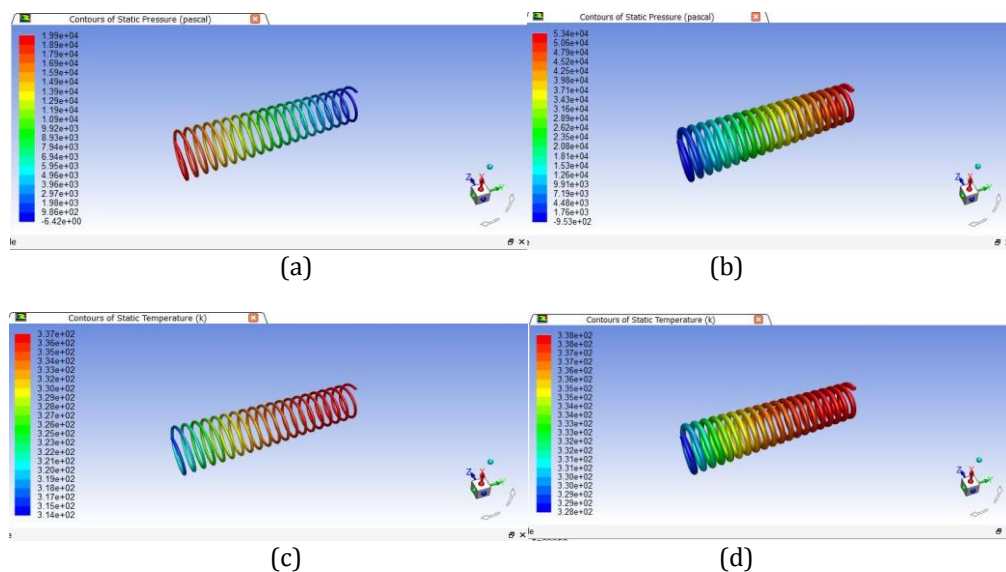 Contours of Static Pressure (pascal)
1.99e+04
1.89e+04
1.79e+04
1.69e+04
1.59e+04
1.49e+04
1.39e+04
1.29e+04
1.19e+04
1.09e+04
9.92e+03
8.93e+03
7.94e+03
6.94e+03
5.95e+03
4.96e+03
3.96e+03
2.97e+03
1.98e+03
9.86e+02
-6.42e+00
Z
X
Y
(a)
Contours of Static Pressure (pascal)
5.34e+04
5.06e+04
4.79e+04
4.52e+04
4.25e+04
3.98e+04
3.71e+04
3.43e+04
3.16e+04
2.89e+04
2.62e+04
2.35e+04
2.08e+04
1.81e+04
1.53e+04
1.26e+04
9.91e+03
7.19e+03
4.48e+03
1.76e+03
-9.53e+02
Z
X
Y
(b)
Contours of Static Temperature (k)
3.37e+02
3.36e+02
3.35e+02
3.34e+02
3.33e+02
3.32e+02
3.30e+02
3.29e+02
3.28e+02
3.27e+02
3.26e+02
3.25e+02
3.23e+02
3.22e+02
3.21e+02
3.20e+02
3.19e+02
3.18e+02
3.17e+02
3.15e+02
3.14e+02
Z
X
Y
(c)
Contours of Static Temperature (k)
3.38e+02
3.38e+02
3.37e+02
3.37e+02
3.36e+02
3.36e+02
3.35e+02
3.35e+02
3.34e+02
3.34e+02
3.33e+02
3.33e+02
3.32e+02
3.32e+02
3.31e+02
3.31e+02
3.30e+02
3.30e+02
3.29e+02
3.29e+02
3.28e+02
Z
X
Y
(d)